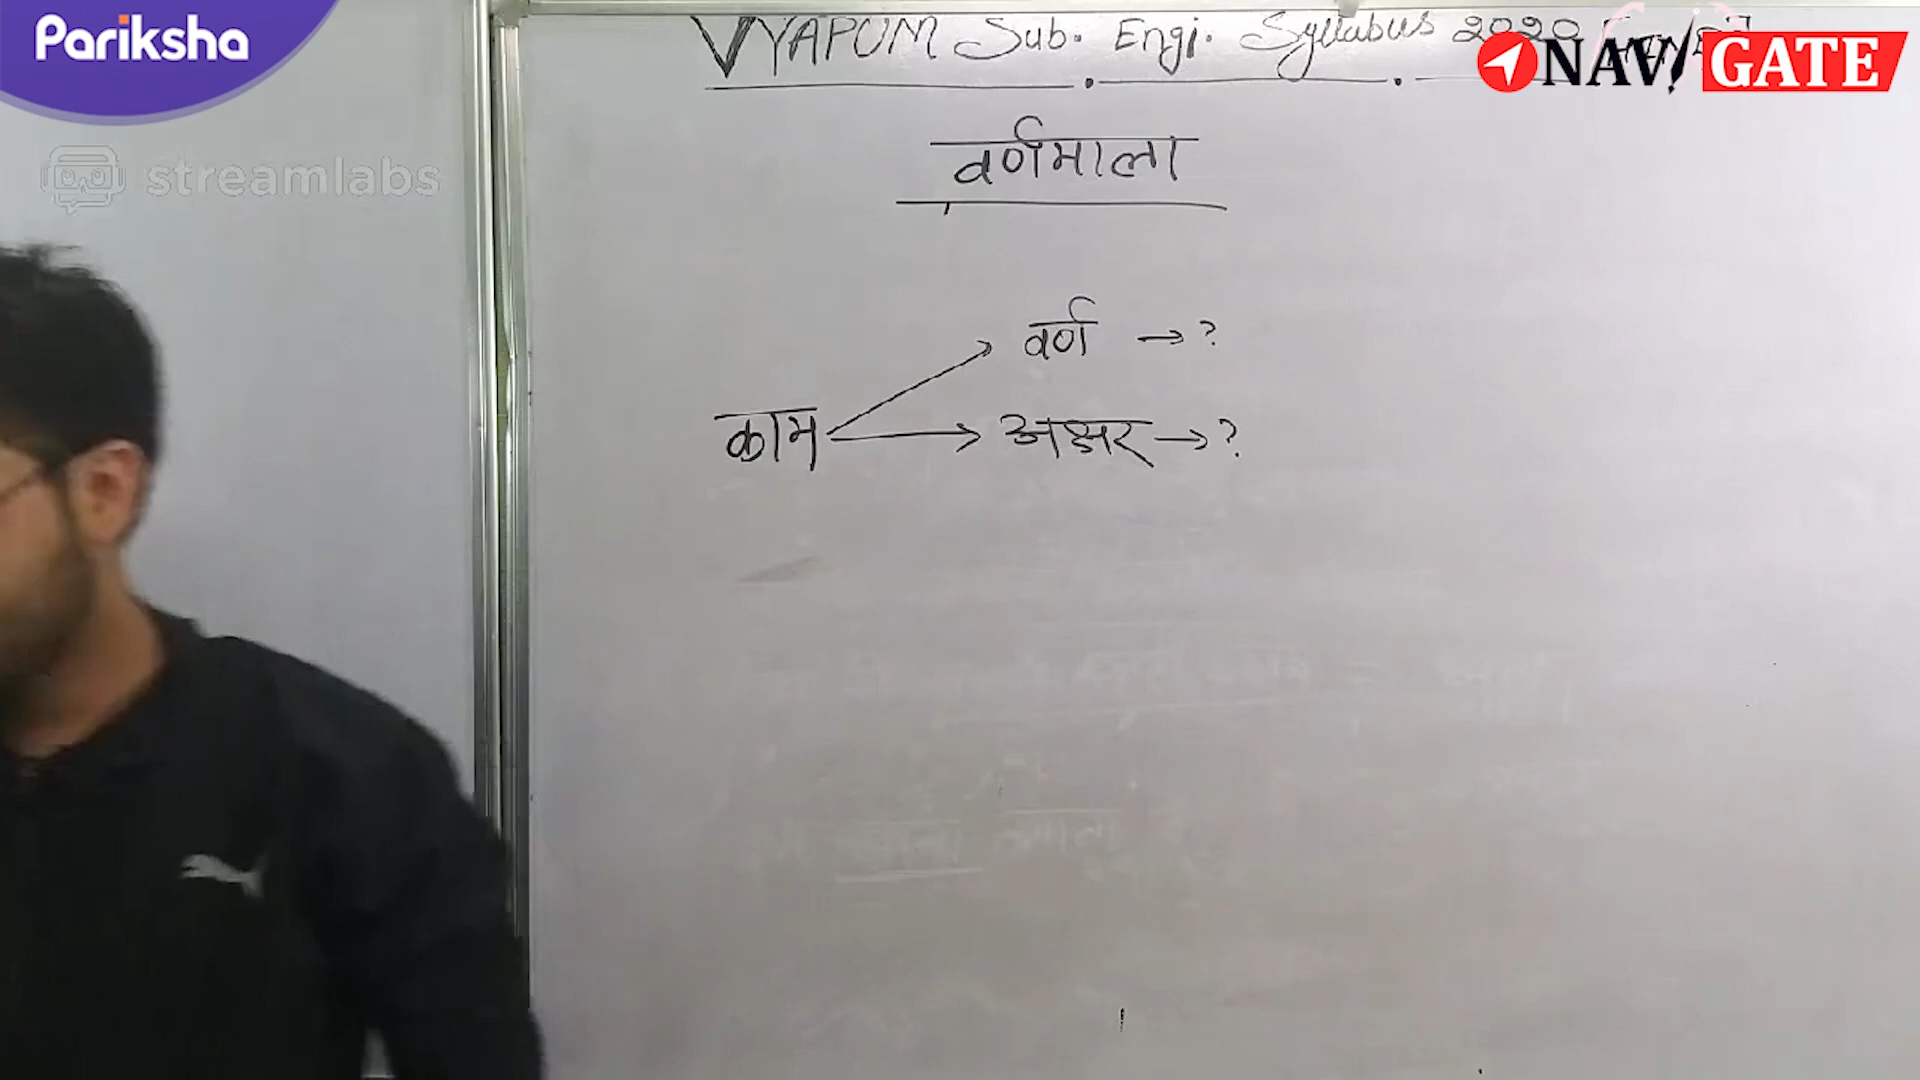 Pariksha
VYAPUM Sub. Engi. Syllabus 2020
NAV!GATE
streamlabs
वर्णमाला
वर्ण → ?
काम
अक्षर → ?